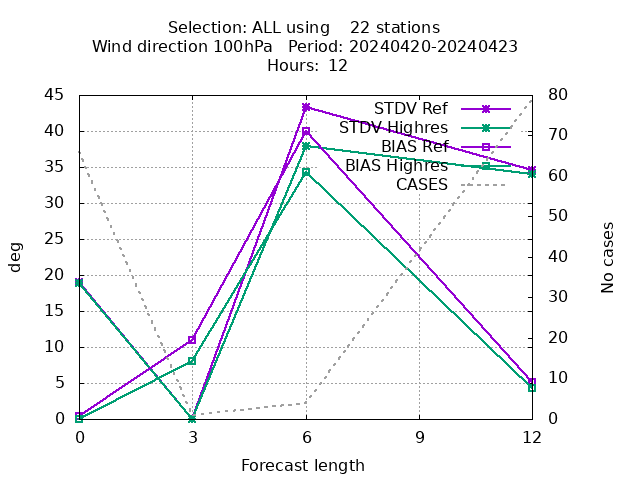 Selection: ALL using    22 stations
Wind direction 100hPa   Period: 20240420-20240423
Hours:  12
45
40
35
30
25
20
15
10
5
0
80
70
60
50
40
30
20
10
0
STDV Ref
STDV Highres
BIAS Ref
BIAS Highres
CASES
deg
No cases
0
3
6
9
12
Forecast length